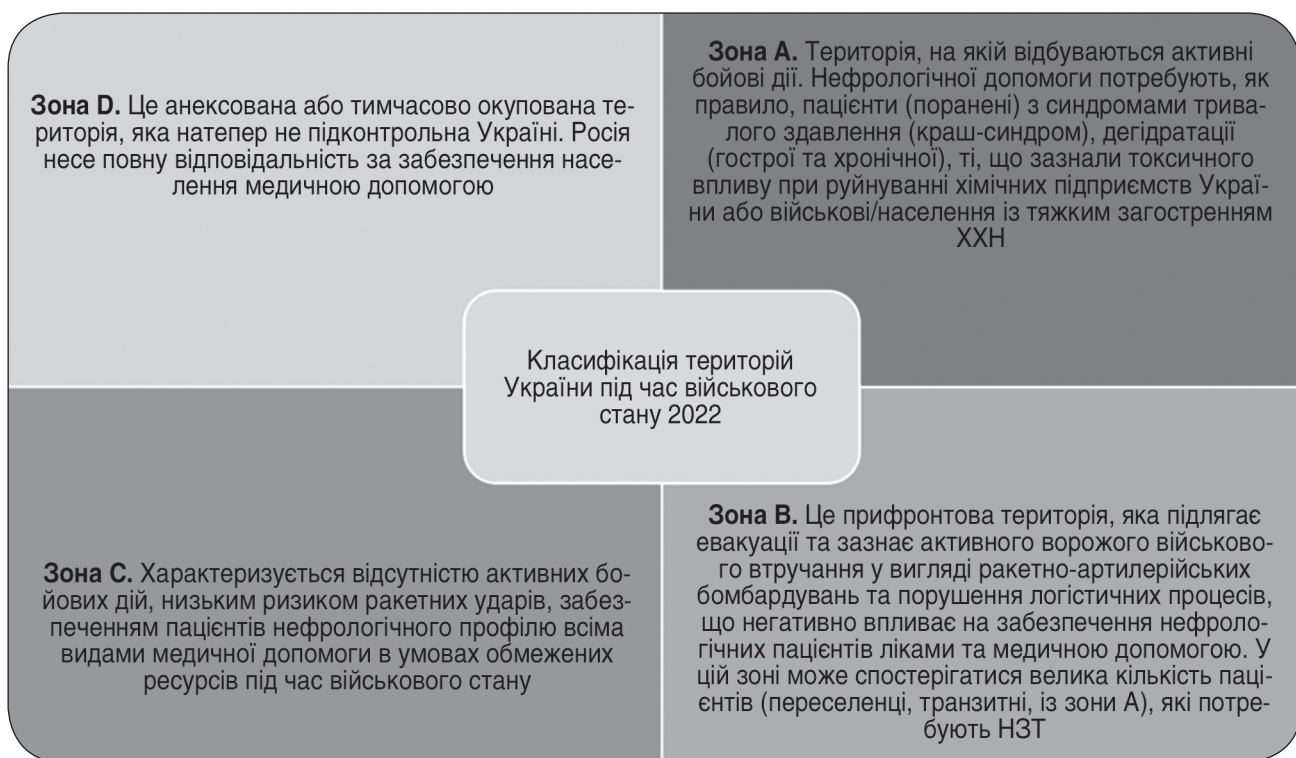 Зона D. Це анексована або тимчасово окупована те-
риторія, яка натепер не підконтрольна Україні. Росія
несе повну відповідальність за забезпечення насе-
лення медичною допомогою
Зона А. Територія, на якій відбуваються активні
бойові дії. Нефрологічної допомоги потребують, як
правило, пацієнти (поранені) з синдромами трива-
лого здавлення (краш-синдром), дегідратації
(гострої та хронічної), ті, що зазнали токсичного
впливу при руйнуванні хімічних підприємств Украї-
ни або військові/населення із тяжким загостренням
ХХН
Класифікація територій
України під час військового
стану 2022
Зона С. Характеризується відсутністю активних бо-
йових дій, низьким ризиком ракетних ударів, забез-
печенням пацієнтів нефрологічного профілю всіма
видами медичної допомоги в умовах обмежених
ресурсів під час військового стану
Зона В. Це прифронтова територія, яка підлягає
евакуації та зазнає активного ворожого військово-
го втручання у вигляді ракетно-артилерійських
бомбардувань та порушення логістичних процесів,
що негативно впливає на забезпечення нефроло-
гічних пацієнтів ліками та медичною допомогою. У
цій зоні може спостерігатися велика кількість паці-
єнтів (переселенці, транзитні, із зони А), які потре-
бують НЗТ